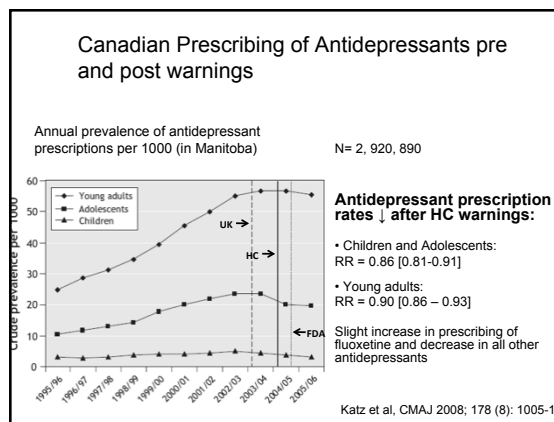 Canadian Prescribing of Antidepressants pre
and post warnings
Annual prevalence of antidepressant
prescriptions per 1000 (in Manitoba)
N= 2, 920, 890
Crude prevalence per 1000
60
50
40
30
20
10
0
Young adults
Adolescents
Children
UK
HC
FDA
1995/96
1996/97
1997/98
1998/99
1999/00
2000/01
2001/02
2002/03
2003/04
2004/05
2005/06
Antidepressant prescription
rates ↓ after HC warnings:
• Children and Adolescents:
RR = 0.86 [0.81-0.91]
• Young adults:
RR = 0.90 [0.86 – 0.93]
Slight increase in prescribing of
fluoxetine and decrease in all other
antidepressants
Katz et al, CMAJ 2008; 178 (8): 1005-1